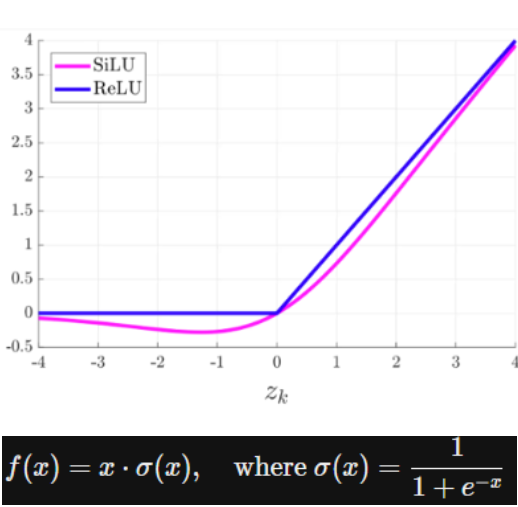 4
3.5
3
2.5
2
1.5
1
0.5
0
-0.5
SiLU
ReLU
-4 -3 -2 -1 0 1 2 3 4
z_k
f(x) = x · σ(x), where σ(x) = 1 / (1 + e^{-x})